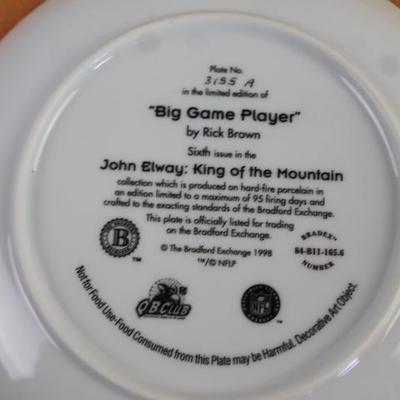 Plate No.
3155 A
in the limited edition of
"Big Game Player"
by Rick Brown
Sixth issue in the
John Elway: King of the Mountain
collection which is produced on hard-fire porcelain in
an edition limited to a maximum of 95 firing days and
crafted to the exacting standards of the Bradford Exchange.
This plate is officially listed for trading
on the Bradford Exchange.
B
TM
© The Bradford Exchange 1998
™/© NFLP
BRADEX™
84-B11-165.6
NUMBER
QB CLUB
NFL
Not for Food Use-Food Consumed from this Plate may be Harmful. Decorative Art Object.